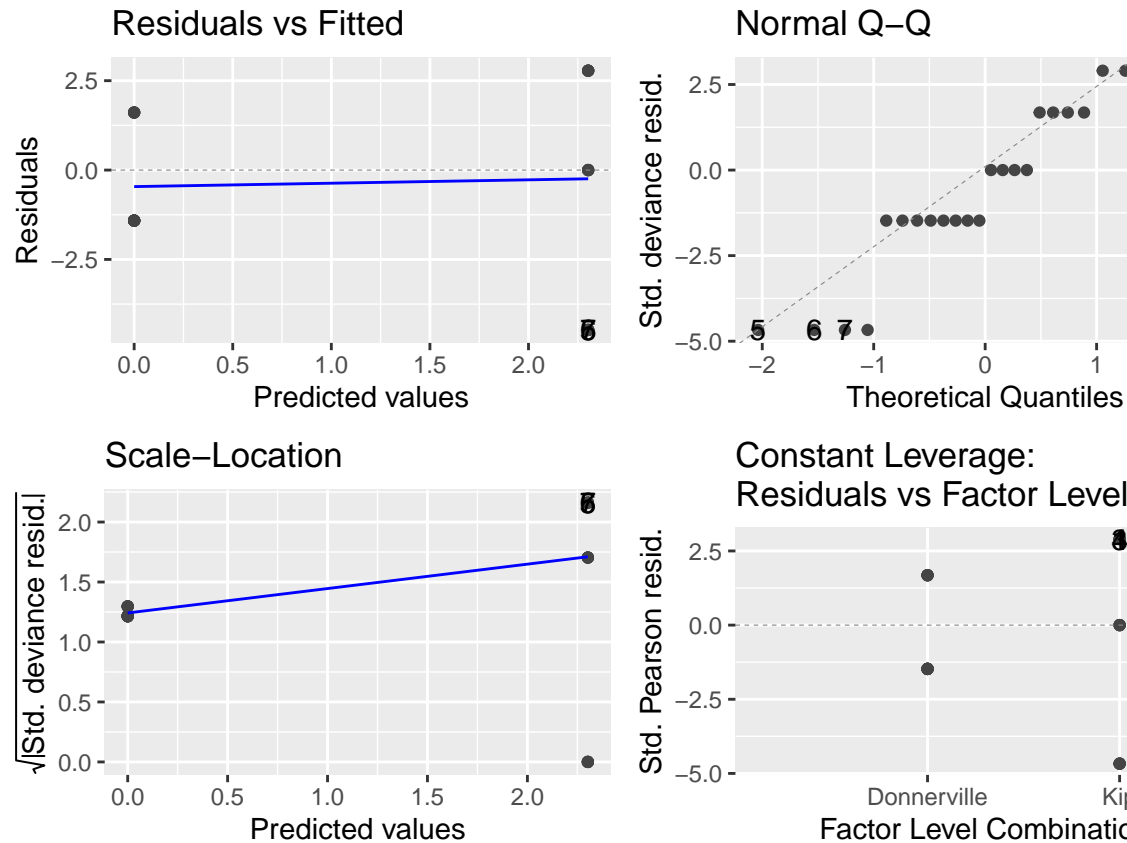 Residuals vs Fitted
2.5
0.0
−2.5
Residuals
0.0 0.5 1.0 1.5 2.0
Predicted values
Normal Q−Q
2.5
0.0
−2.5
−5.0
Std. deviance resid.
5 6 7
−2 −1 0 1
Theoretical Quantiles
Scale−Location
2.0
1.5
1.0
0.5
0.0
√|Std. deviance resid.|
0.0 0.5 1.0 1.5 2.0
Predicted values
Constant Leverage:
Residuals vs Factor Level
2.5
0.0
−2.5
−5.0
Std. Pearson resid.
Donnerville Kip
Factor Level Combinatio